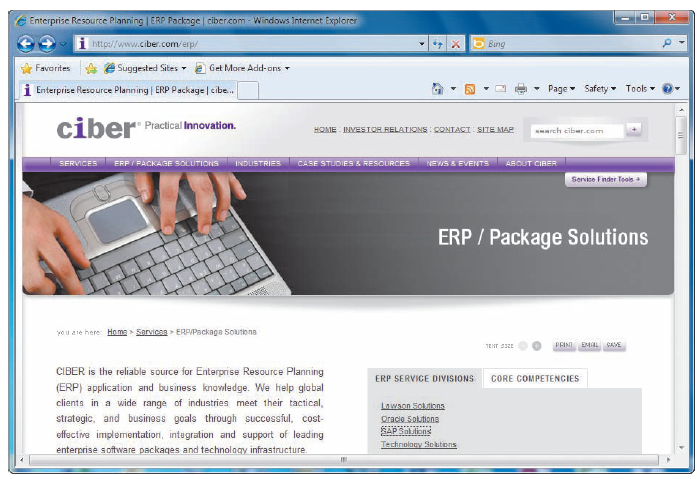 Enterprise Resource Planning | ERP Package | ciber.com - Windows Internet Explorer
http://www.ciber.com/erp/
Bing
Favorites Suggested Sites Get More Add-ons
Enterprise Resource Planning | ERP Package | cibe...
Page Safety Tools
ciber Practical Innovation.
HOME : INVESTOR RELATIONS : CONTACT : SITE MAP
search ciber.com
SERVICES ERP / PACKAGE SOLUTIONS INDUSTRIES CASE STUDIES & RESOURCES NEWS & EVENTS ABOUT CIBER
Service Finder Tools +
ERP / Package Solutions
you are here: Home > Services > ERP/Package Solutions
TEXT SIZE PRINT EMAIL SAVE
CIBER is the reliable source for Enterprise Resource Planning
(ERP) application and business knowledge. We help global
clients in a wide range of industries meet their tactical,
strategic, and business goals through successful, cost-
effective implementation, integration and support of leading
enterprise software packages and technology infrastructure.
ERP SERVICE DIVISIONS CORE COMPETENCIES
Lawson Solutions
Oracle Solutions
SAP Solutions
Technology Solutions